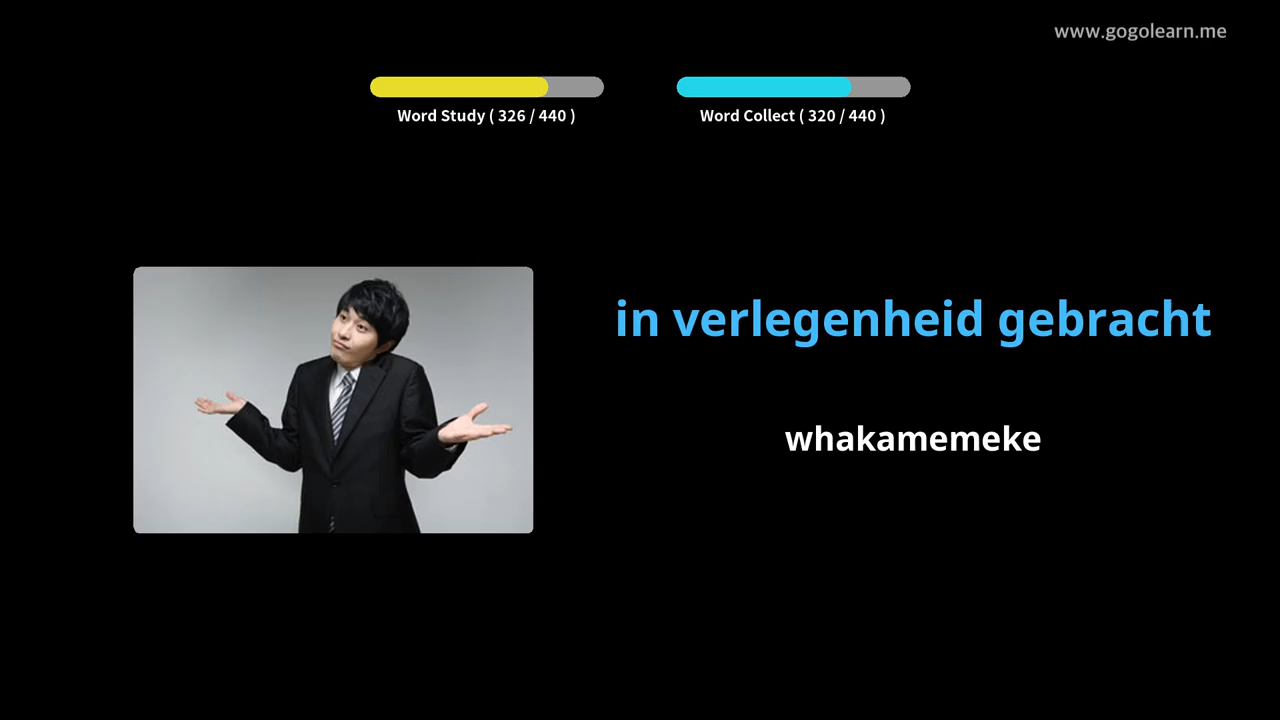 www.gogolearn.me
Word Study ( 326 / 440 )
Word Collect ( 320 / 440 )
in verlegenheid gebracht
whakamemeke